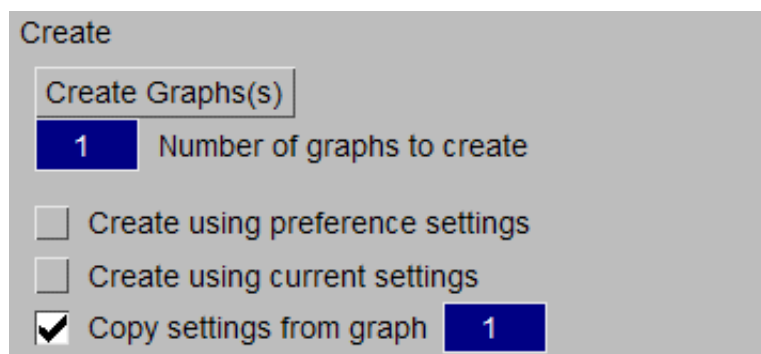 Create
Create Graphs(s)
1 Number of graphs to create
Create using preference settings
Create using current settings
Copy settings from graph 1